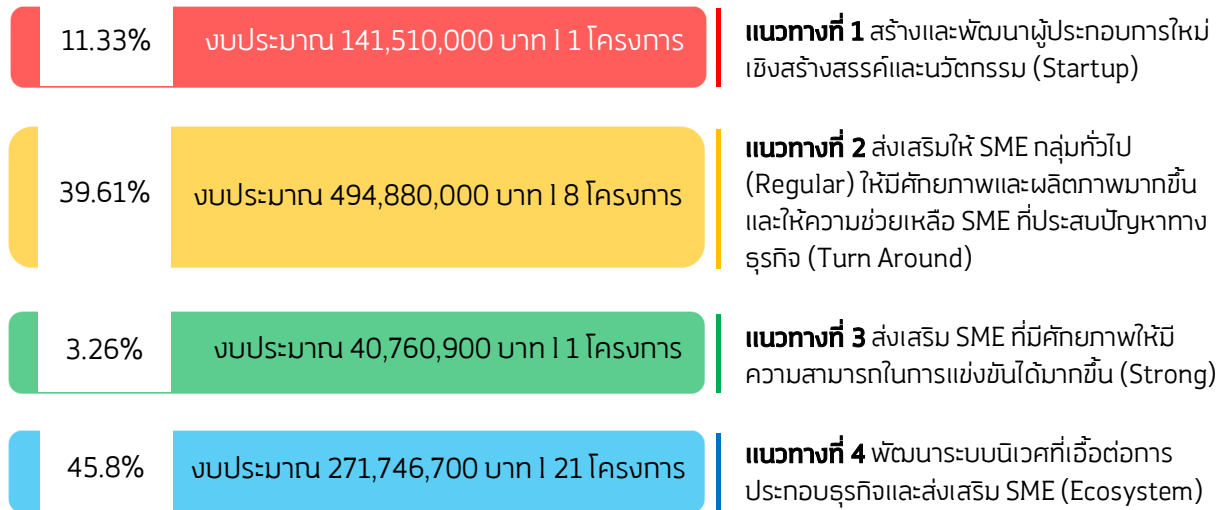 11.33% งบประมาณ 141,510,000 บาท l 1 โครงการ
แนวทางที่ 1 สร้างและพัฒนาผู้ประกอบการใหม่
เชิงสร้างสรรค์และนวัตกรรม (Startup)
39.61% งบประมาณ 494,880,000 บาท l 8 โครงการ
แนวทางที่ 2 ส่งเสริมให้ SME กลุ่มทั่วไป
(Regular) ให้มีศักยภาพและผลิตภาพมากขึ้น
และให้ความช่วยเหลือ SME ที่ประสบปัญหาทาง
ธุรกิจ (Turn Around)
3.26% งบประมาณ 40,760,900 บาท l 1 โครงการ
แนวทางที่ 3 ส่งเสริม SME ที่มีศักยภาพให้มี
ความสามารถในการแข่งขันได้มากขึ้น (Strong)
45.8% งบประมาณ 271,746,700 บาท l 21 โครงการ
แนวทางที่ 4 พัฒนาระบบนิเวศที่เอื้อต่อการ
ประกอบธุรกิจและส่งเสริม SME (Ecosystem)